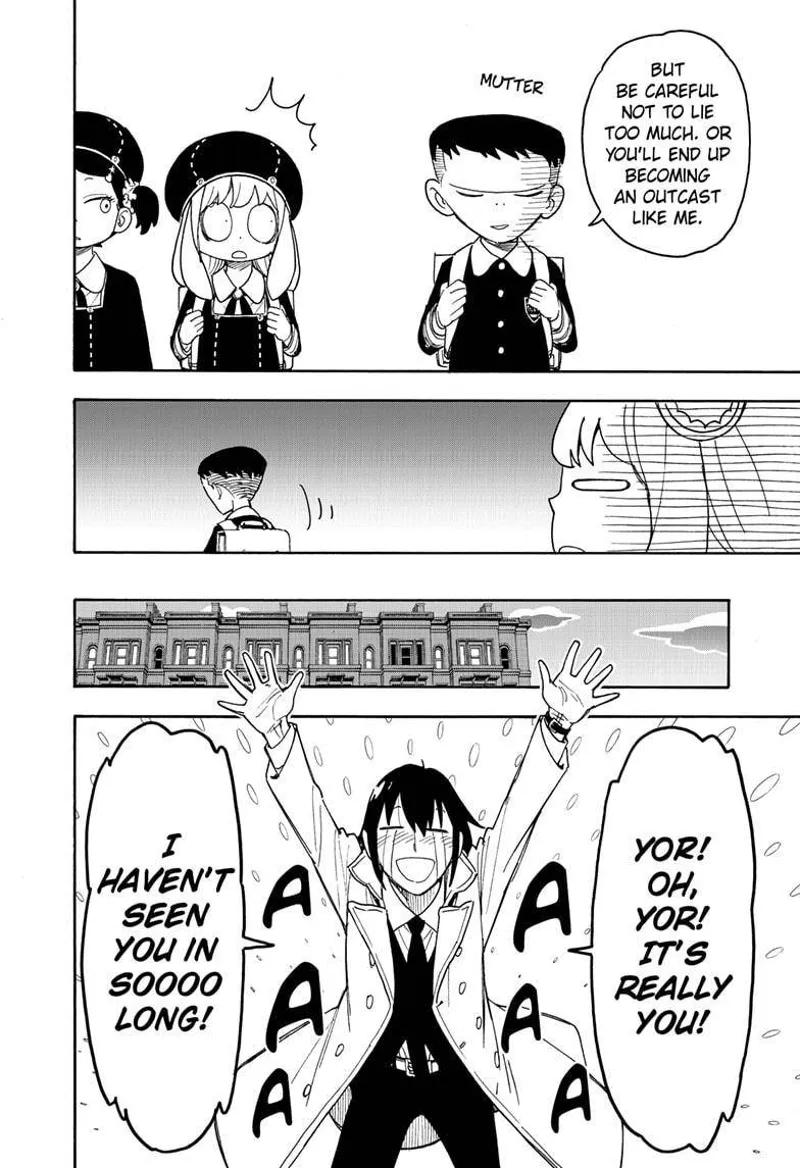 BUT
BE CAREFUL
NOT TO LIE
TOO MUCH. OR
YOU'LL END UP
BECOMING
AN OUTCAST
LIKE ME.
MUTTER
YOR!
OH,
YOR!
IT'S
REALLY
YOU!
A
A
A
I
HAVEN'T
SEEN
YOU IN
SOOOO
LONG!
A
A
A